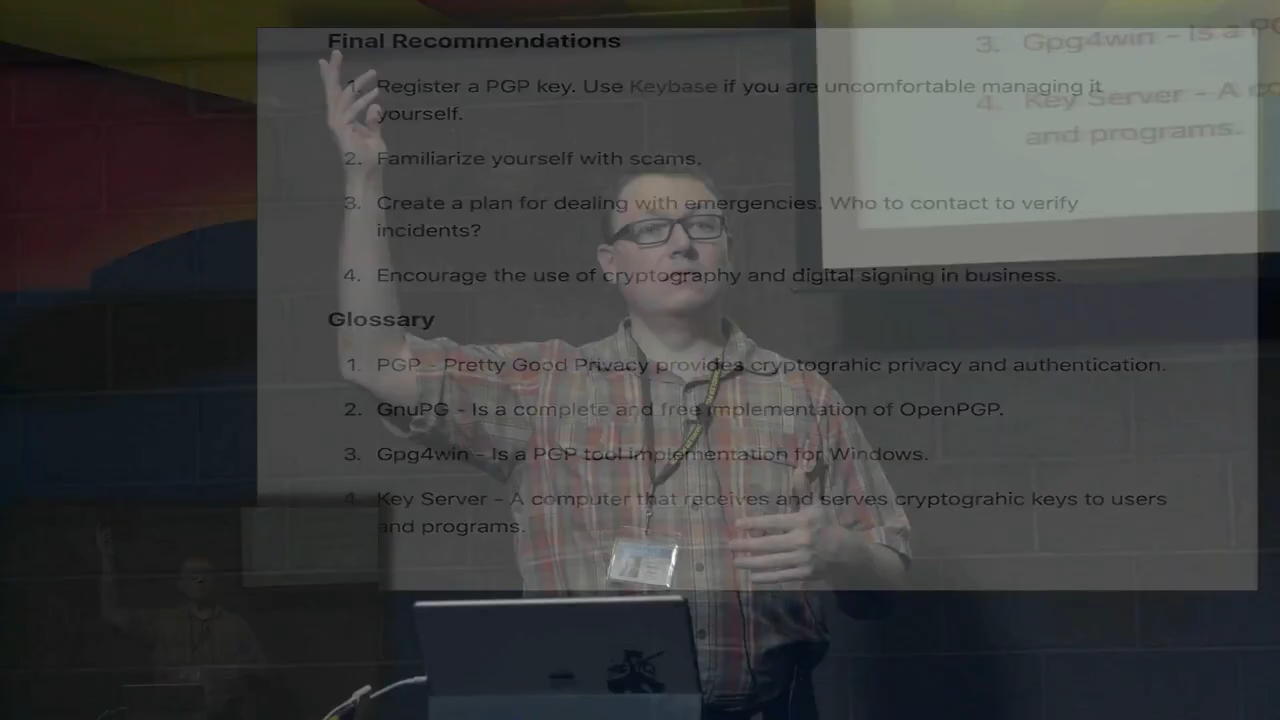 Final Recommendations
1. Register a PGP key. Use Keybase if you are uncomfortable managing it
yourself.
2. Familiarize yourself with scams.
3. Create a plan for dealing with emergencies. Who to contact to verify
incidents?
4. Encourage the use of cryptography and digital signing in business.
Glossary
1. PGP - Pretty Good Privacy provides cryptograhic privacy and authentication.
2. GnuPG - Is a complete and free implementation of OpenPGP.
3. Gpg4win - Is a PGP tool implementation for Windows.
4. Key Server - A computer that receives and serves cryptograhic keys to users
and programs.
3. Gpg4win - Is a
4. Key Server - A
and programs.